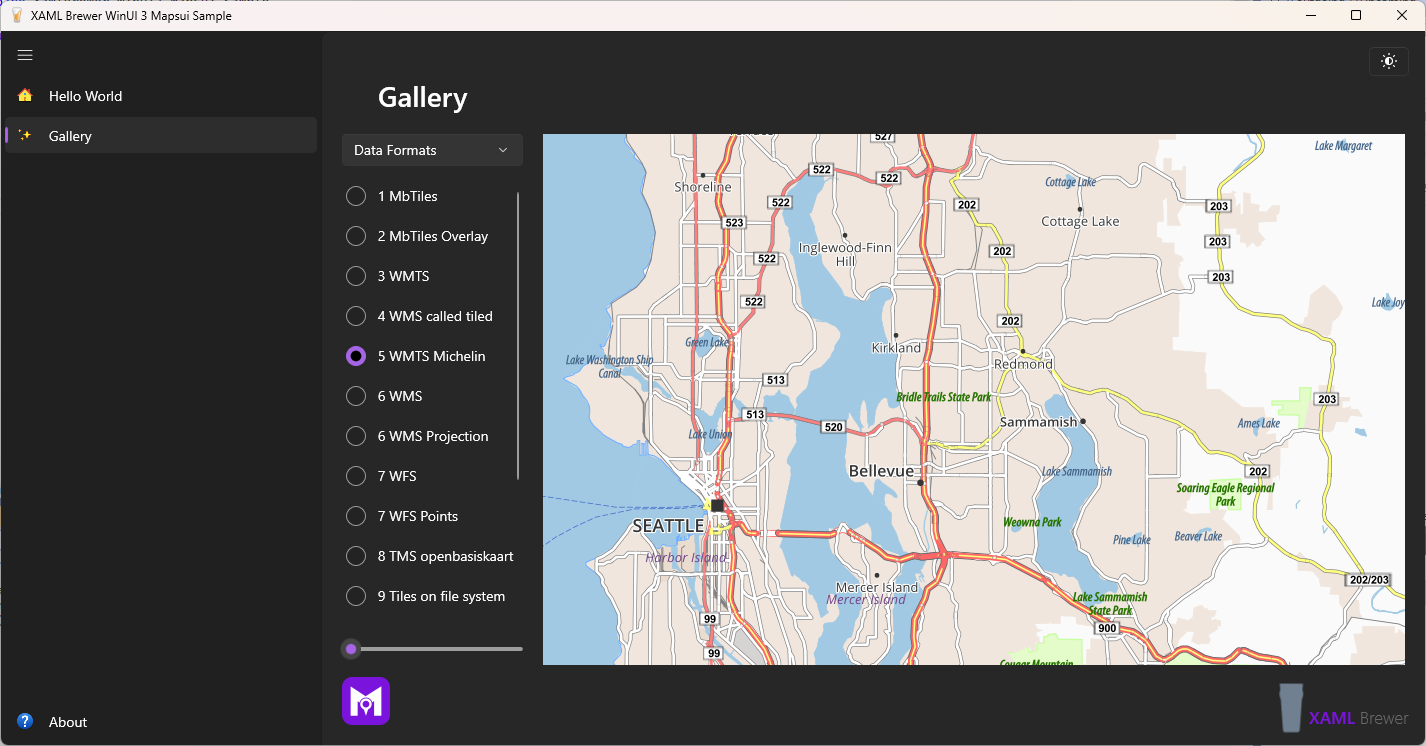 XAML Brewer WinUI 3 Mapsui Sample
Hello World
Gallery
About
Gallery
Data Formats
1 MbTiles
2 MbTiles Overlay
3 WMTS
4 WMS called tiled
5 WMTS Michelin
6 WMS
6 WMS Projection
7 WFS
7 WFS Points
8 TMS openbasiskaart
9 Tiles on file system
527
Lake Margaret
522
522
Shoreline
Cottage Lake
522
202
203
523
Cottage Lake
Inglewood-Finn
Hill
203
202
522
203
522
Lake Joy
202
Green Lake
Kirkland
Lake Washington Ship
Canal
Redmond
513
Bridle Trails State Park
203
513
520
Sammamish
Ames Lake
Lake Union
Bellevue
Lake Sammamish
202
Soaring Eagle Regional
Park
SEATTLE
Weowna Park
Pine Lake
Beaver Lake
Harbor Island
Mercer Island
Mercer Island
202/203
Lake Sammamish
State Park
99
900
99
Cougar Mountain
XAML Brewer